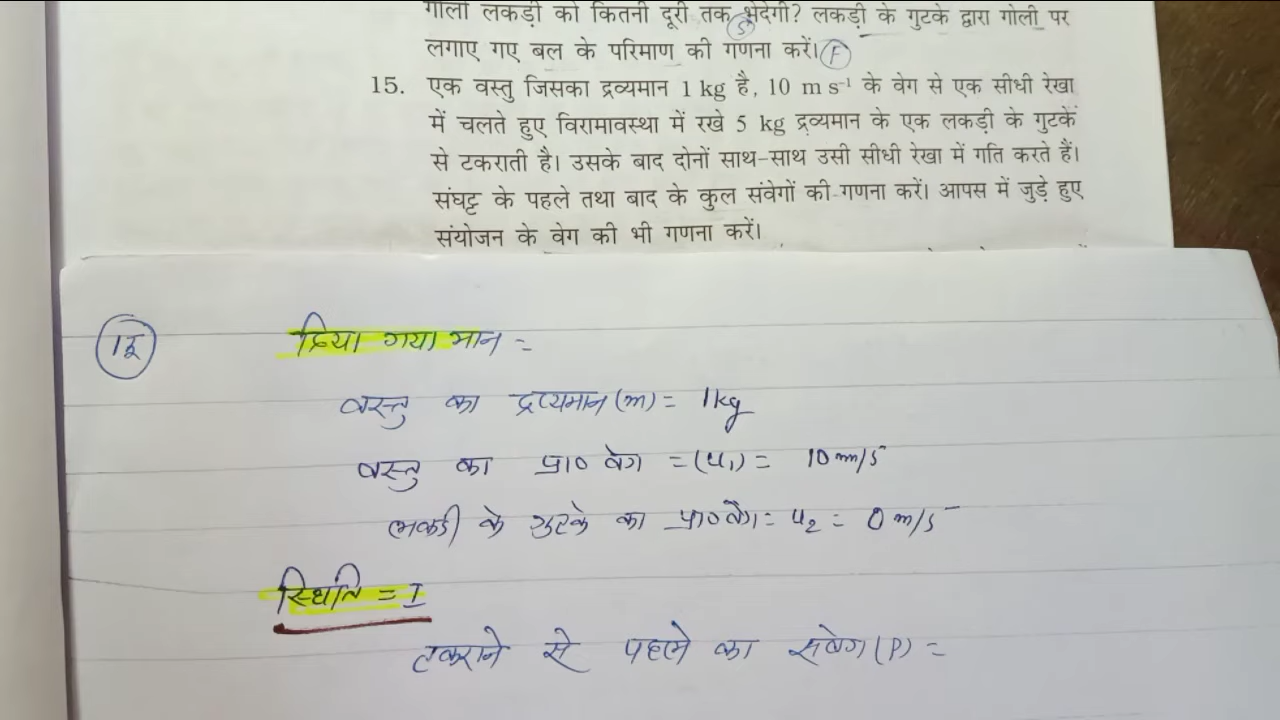 गोली लकड़ी को कितनी दूरी तक भेदेगी? लकड़ी के गुटके द्वारा गोली पर
(S)
लगाए गए बल के परिमाण की गणना करें। (F)
15. एक वस्तु जिसका द्रव्यमान 1 kg है, 10 m s⁻¹ के वेग से एक सीधी रेखा
में चलते हुए विरामावस्था में रखे 5 kg द्रव्यमान के एक लकड़ी के गुटकें
से टकराती है। उसके बाद दोनों साथ-साथ उसी सीधी रेखा में गति करते हैं।
संघट्ट के पहले तथा बाद के कुल संवेगों की गणना करें। आपस में जुड़े हुए
संयोजन के वेग की भी गणना करें।
दिया गया मान =
वस्तु का द्रव्यमान (m) = 1kg
वस्तु का प्रा० वेग = (u₁) = 10 m/s
लकड़ी के गुटके का प्रा० वेग = u₂ = 0 m/s
स्थिति = I
टकराने से पहले का संवेग (P) =